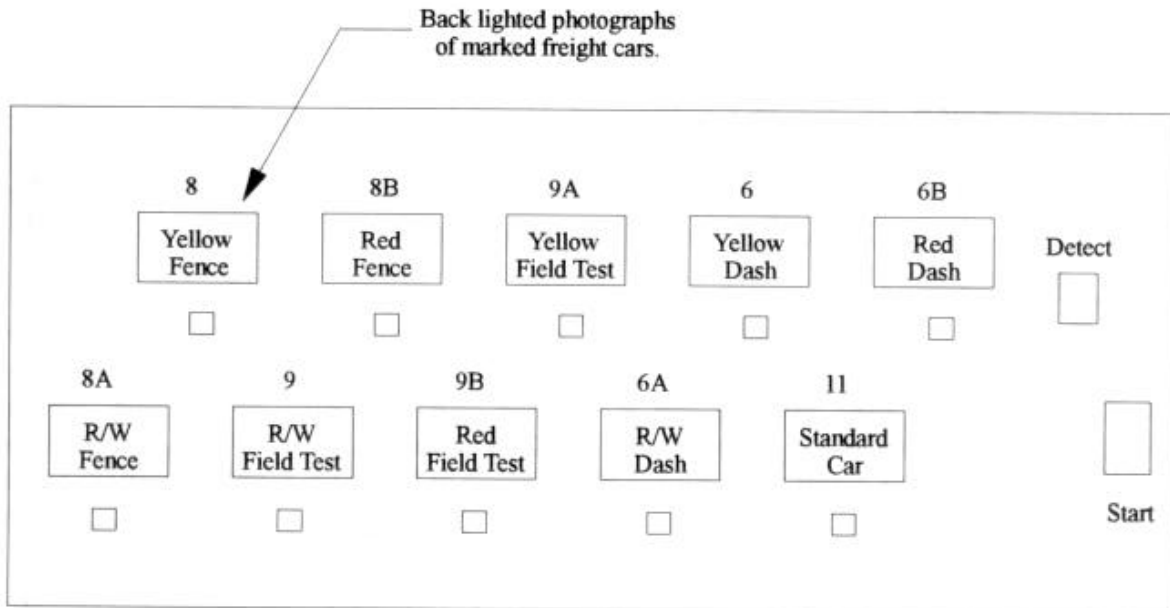 Back lighted photographs
of marked freight cars.
8 8B 9A 6 6B
Yellow Fence Red Fence Yellow Field Test Yellow Dash Red Dash Detect
8A 9 9B 6A 11
R/W Fence R/W Field Test Red Field Test R/W Dash Standard Car
Start